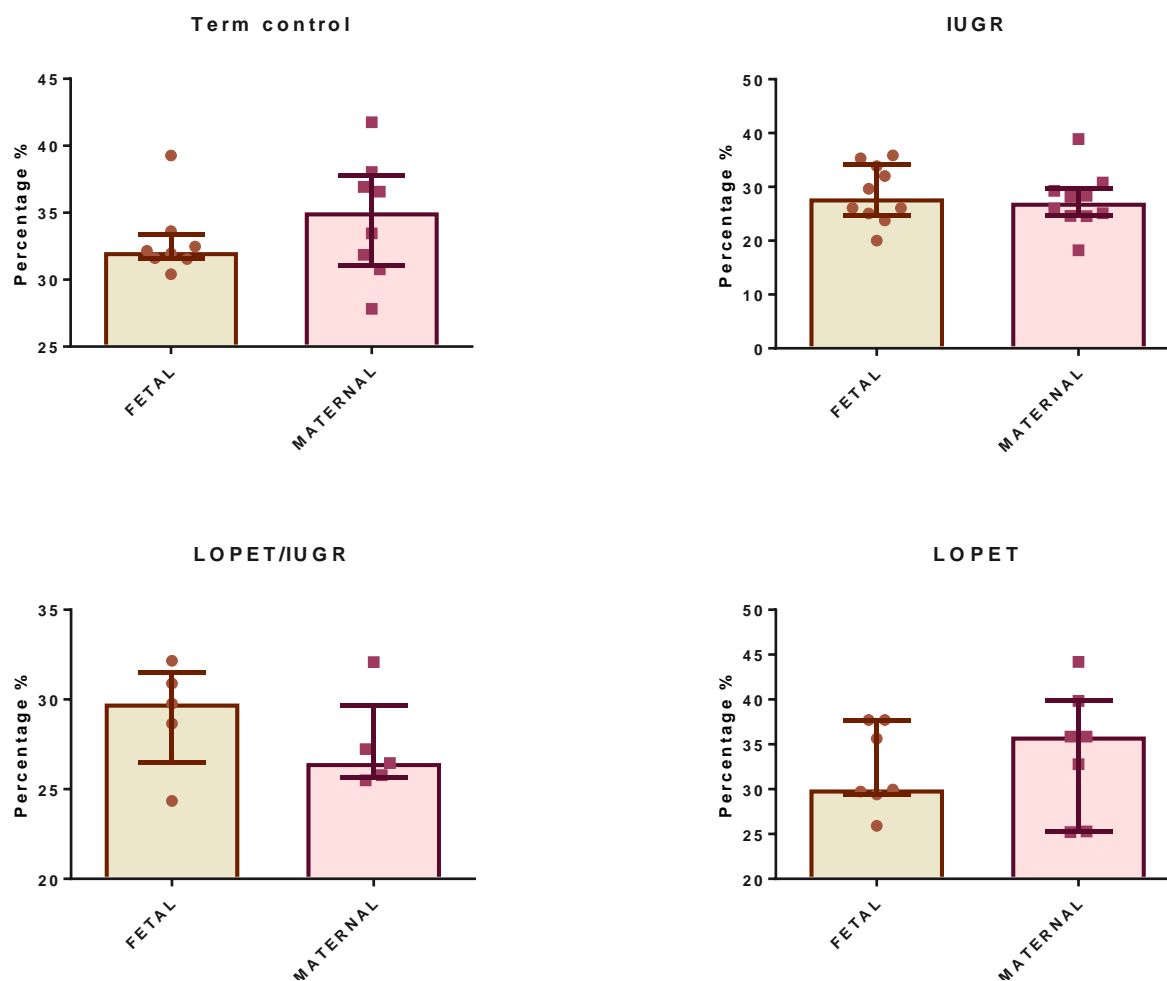 Term control
Percentage %
45
40
35
30
25
FETAL
MATERNAL
IUGR
Percentage %
50
40
30
20
10
0
FETAL
MATERNAL
LOPET/IUGR
Percentage %
35
30
25
20
FETAL
MATERNAL
LOPET
Percentage %
50
45
40
35
30
25
20
FETAL
MATERNAL